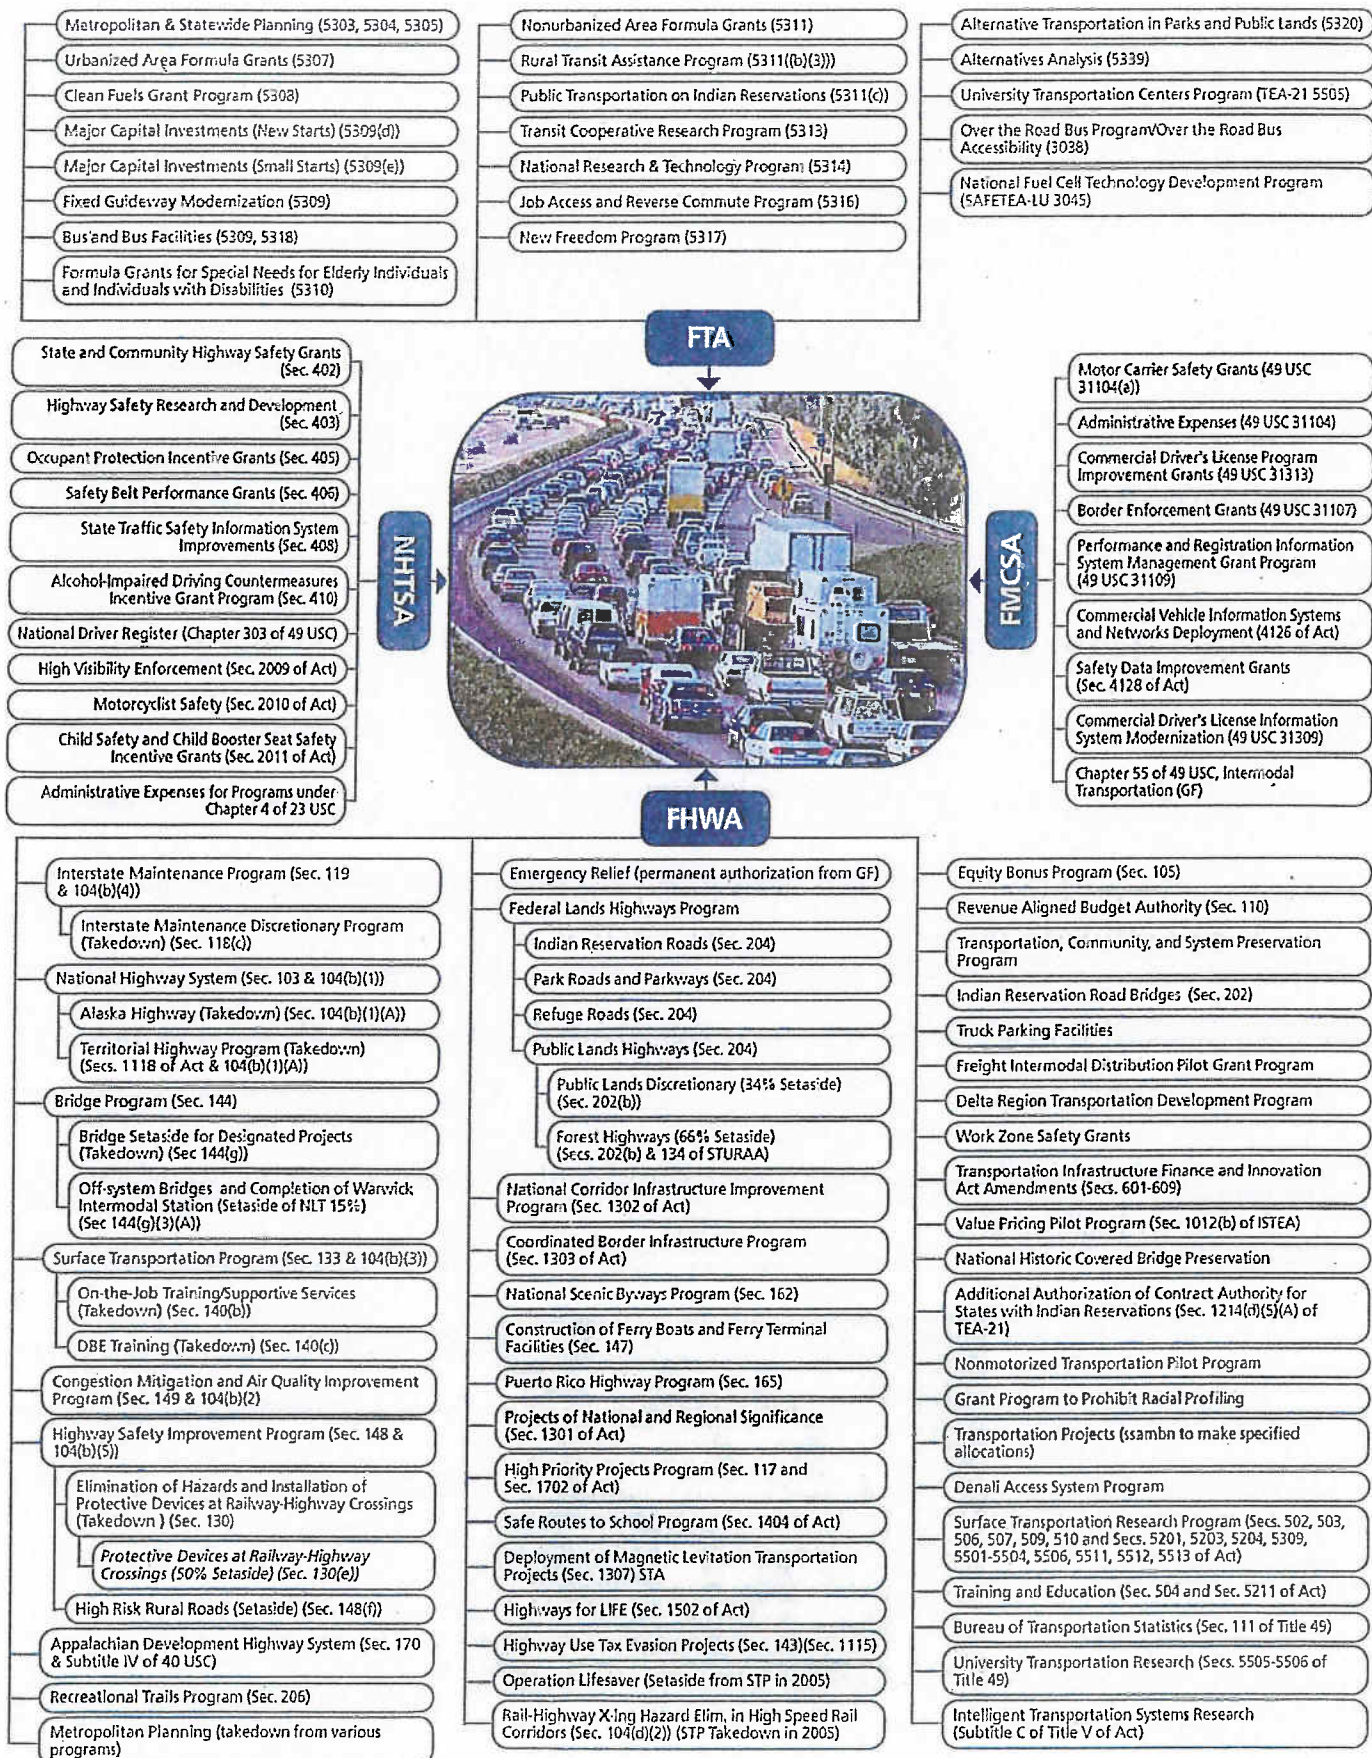 Metropolitan & Statewide Planning (5303, 5304, 5305)
Urbanized Area Formula Grants (5307)
Clean Fuels Grant Program (5308)
Major Capital Investments (New Starts) (5309(d))
Major Capital Investments (Small Starts) (5309(e))
Fixed Guideway Modernization (5309)
Bus and Bus Facilities (5309, 5318)
Formula Grants for Special Needs for Elderly Individuals
and Individuals with Disabilities (5310)
Nonurbanized Area Formula Grants (5311)
Rural Transit Assistance Program (5311((b)(3)))
Public Transportation on Indian Reservations (5311(c))
Transit Cooperative Research Program (5313)
National Research & Technology Program (5314)
Job Access and Reverse Commute Program (5316)
New Freedom Program (5317)
Alternative Transportation in Parks and Public Lands (5320)
Alternatives Analysis (5339)
University Transportation Centers Program (TEA-21 5505)
Over the Road Bus Program/Over the Road Bus
Accessibility (3038)
National Fuel Cell Technology Development Program
(SAFETEA-LU 3045)
FTA
State and Community Highway Safety Grants
(Sec. 402)
Highway Safety Research and Development
(Sec. 403)
Occupant Protection Incentive Grants (Sec. 405)
Safety Belt Performance Grants (Sec. 406)
State Traffic Safety Information System
Improvements (Sec. 408)
Alcohol-Impaired Driving Countermeasures
Incentive Grant Program (Sec. 410)
National Driver Register (Chapter 303 of 49 USC)
High Visibility Enforcement (Sec. 2009 of Act)
Motorcyclist Safety (Sec. 2010 of Act)
Child Safety and Child Booster Seat Safety
Incentive Grants (Sec. 2011 of Act)
Administrative Expenses for Programs under
Chapter 4 of 23 USC
NHTSA
FMCSA
Motor Carrier Safety Grants (49 USC
31104(a))
Administrative Expenses (49 USC 31104)
Commercial Driver's License Program
Improvement Grants (49 USC 31313)
Border Enforcement Grants (49 USC 31107)
Performance and Registration Information
System Management Grant Program
(49 USC 31109)
Commercial Vehicle Information Systems
and Networks Deployment (4126 of Act)
Safety Data Improvement Grants
(Sec. 4128 of Act)
Commercial Driver's License Information
System Modernization (49 USC 31309)
Chapter 55 of 49 USC, Intermodal
Transportation (GF)
FHWA
Interstate Maintenance Program (Sec. 119
& 104(b)(4))
Interstate Maintenance Discretionary Program
(Takedown) (Sec. 118(c))
National Highway System (Sec. 103 & 104(b)(1))
Alaska Highway (Takedown) (Sec. 104(b)(1)(A))
Territorial Highway Program (Takedown)
(Secs. 1118 of Act & 104(b)(1)(A))
Bridge Program (Sec. 144)
Bridge Setaside for Designated Projects
(Takedown) (Sec 144(g))
Off-system Bridges and Completion of Warwick
Intermodal Station (Setaside of NLT 15%)
(Sec 144(g)(3)(A))
Surface Transportation Program (Sec. 133 & 104(b)(3))
On-the-Job Training/Supportive Services
(Takedown) (Sec. 140(b))
DBE Training (Takedown) (Sec. 140(c))
Congestion Mitigation and Air Quality Improvement
Program (Sec. 149 & 104(b)(2)
Highway Safety Improvement Program (Sec. 148 &
104(b)(5))
Elimination of Hazards and Installation of
Protective Devices at Railway-Highway Crossings
(Takedown ) (Sec. 130)
Protective Devices at Railway-Highway
Crossings (50% Setaside) (Sec. 130(e))
High Risk Rural Roads (Setaside) (Sec. 148(f))
Appalachian Development Highway System (Sec. 170
& Subtitle IV of 40 USC)
Recreational Trails Program (Sec. 206)
Metropolitan Planning (takedown from various
programs)
Emergency Relief (permanent authorization from GF)
Federal Lands Highways Program
Indian Reservation Roads (Sec. 204)
Park Roads and Parkways (Sec. 204)
Refuge Roads (Sec. 204)
Public Lands Highways (Sec. 204)
Public Lands Discretionary (34% Setaside)
(Sec. 202(b))
Forest Highways (66% Setaside)
(Secs. 202(b) & 134 of STURAA)
National Corridor Infrastructure Improvement
Program (Sec. 1302 of Act)
Coordinated Border Infrastructure Program
(Sec. 1303 of Act)
National Scenic Byways Program (Sec. 162)
Construction of Ferry Boats and Ferry Terminal
Facilities (Sec. 147)
Puerto Rico Highway Program (Sec. 165)
Projects of National and Regional Significance
(Sec. 1301 of Act)
High Priority Projects Program (Sec. 117 and
Sec. 1702 of Act)
Safe Routes to School Program (Sec. 1404 of Act)
Deployment of Magnetic Levitation Transportation
Projects (Sec. 1307) STA
Highways for LIFE (Sec. 1502 of Act)
Highway Use Tax Evasion Projects (Sec. 143)(Sec. 1115)
Operation Lifesaver (Setaside from STP in 2005)
Rail-Highway X-ing Hazard Elim. in High Speed Rail
Corridors (Sec. 104(d)(2)) (STP Takedown in 2005)
Equity Bonus Program (Sec. 105)
Revenue Aligned Budget Authority (Sec. 110)
Transportation, Community, and System Preservation
Program
Indian Reservation Road Bridges (Sec. 202)
Truck Parking Facilities
Freight Intermodal Distribution Pilot Grant Program
Delta Region Transportation Development Program
Work Zone Safety Grants
Transportation Infrastructure Finance and Innovation
Act Amendments (Secs. 601-609)
Value Pricing Pilot Program (Sec. 1012(b) of ISTEA)
National Historic Covered Bridge Preservation
Additional Authorization of Contract Authority for
States with Indian Reservations (Sec. 1214(d)(5)(A) of
TEA-21)
Nonmotorized Transportation Pilot Program
Grant Program to Prohibit Racial Profiling
Transportation Projects (ssambn to make specified
allocations)
Denali Access System Program
Surface Transportation Research Program (Secs. 502, 503,
506, 507, 509, 510 and Secs. 5201, 5203, 5204, 5309,
5501-5504, 5506, 5511, 5512, 5513 of Act)
Training and Education (Sec. 504 and Sec. 5211 of Act)
Bureau of Transportation Statistics (Sec. 111 of Title 49)
University Transportation Research (Secs. 5505-5506 of
Title 49)
Intelligent Transportation Systems Research
(Subtitle C of Title V of Act)